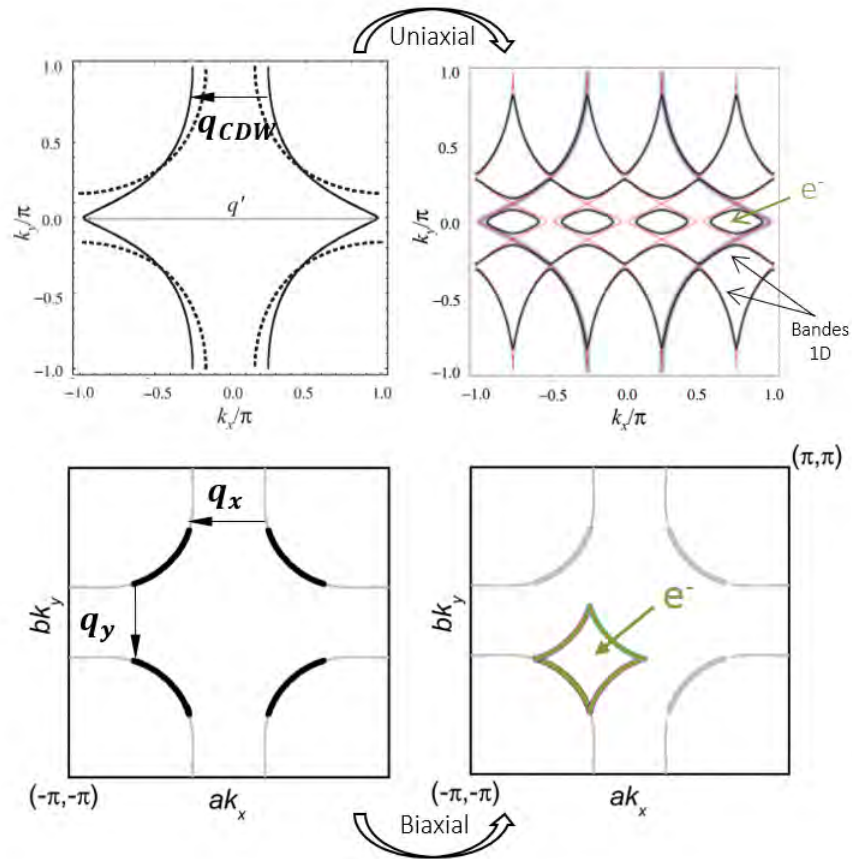 Uniaxial
1.0
0.5
0.0
−0.5
−1.0
k_y/π
q_CDW
q'
−1.0
−0.5
0.0
0.5
1.0
k_x/π
1.0
0.5
0.0
−0.5
−1.0
k_y/π
e⁻
Bandes
1D
−1.0
−0.5
0.0
0.5
1.0
k_x/π
q_x
q_y
bk_y
(-π,-π)
ak_x
(π,π)
e⁻
bk_y
(-π,-π)
ak_x
Biaxial